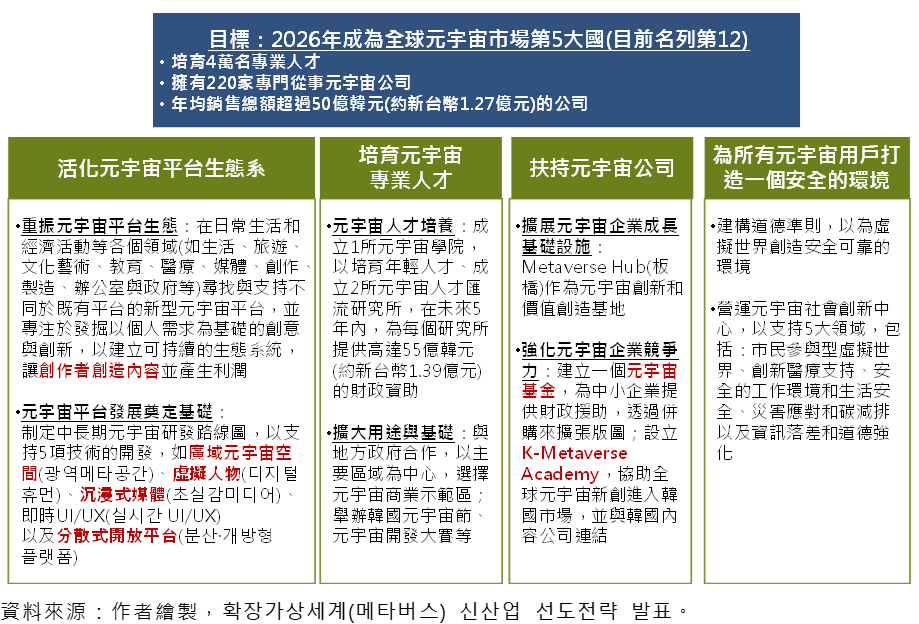 目標：2026年成為全球元宇宙市場第5大國(目前名列第12)
• 培育4萬名專業人才
• 擁有220家專門從事元宇宙公司
• 年均銷售總額超過50億韓元(約新台幣1.27億元)的公司
活化元宇宙平台生態系
•重振元宇宙平台生態：在日常生活和
經濟活動等各個領域(如生活、旅遊、
文化藝術、教育、醫療、媒體、創作、
製造、辦公室與政府等)尋找與支持不
同於既有平台的新型元宇宙平台，並
專注於發掘以個人需求為基礎的創意
與創新，以建立可持續的生態系統，
讓創作者創造內容並產生利潤
•元宇宙平台發展奠定基礎：
制定中長期元宇宙研發路線圖，以支
持5項技術的開發，如廣域元宇宙空
間(광역메타공간)、虛擬人物(디지털
휴먼)、沉浸式媒體(초실감미디어)、
即時UI/UX(실시간 UI/UX)
以及分散式開放平台(분산·개방형
플랫폼)
培育元宇宙
專業人才
•元宇宙人才培養：成
立1所元宇宙學院，
以培育年輕人才、成
立2所元宇宙人才匯
流研究所，在未來5
年內，為每個研究所
提供高達55億韓元
(約新台幣1.39億元)
的財政資助
•擴大用途與基礎：與
地方政府合作，以主
要區域為中心，選擇
元宇宙商業示範區；
舉辦韓國元宇宙節、
元宇宙開發大賽等
扶持元宇宙公司
•擴展元宇宙企業成長
基礎設施：
Metaverse Hub(板
橋)作為元宇宙創新和
價值創造基地
•強化元宇宙企業競爭
力：建立一個元宇宙
基金，為中小企業提
供財政援助，透過併
購來擴張版圖；設立
K-Metaverse
Academy，協助全
球元宇宙新創進入韓
國市場，並與韓國內
容公司連結
為所有元宇宙用戶打
造一個安全的環境
•建構道德準則，以為虛
擬世界創造安全可靠的
環境
•營運元宇宙社會創新中
心，以支持5大領域，包
括：市民參與型虛擬世
界、創新醫療支持、安
全的工作環境和生活安
全、災害應對和碳減排
以及資訊落差和道德強
化
資料來源：作者繪製，확장가상세계(메타버스) 신산업 선도전략 발표。